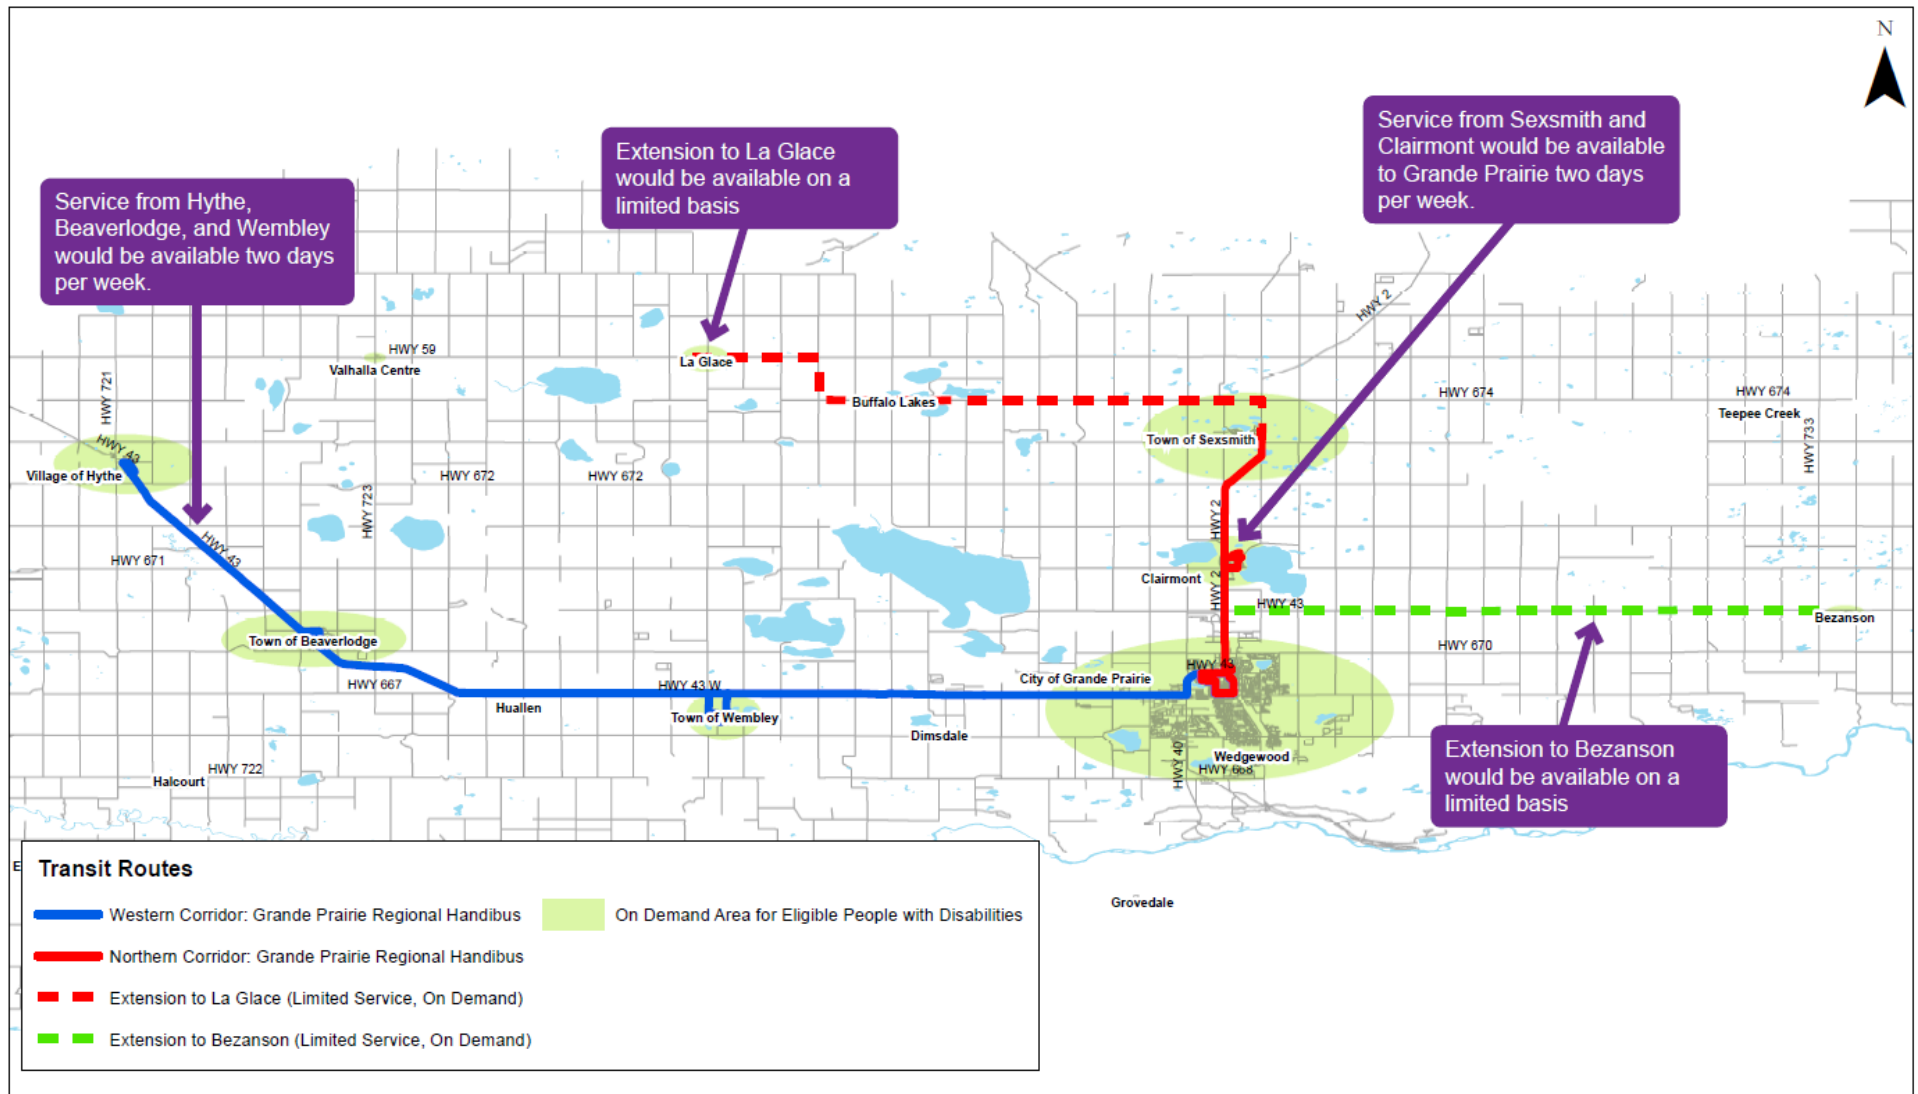 N
Service from Sexsmith and
Clairmont would be available
to Grande Prairie two days
per week.
Extension to La Glace
would be available on a
limited basis
Service from Hythe,
Beaverlodge, and Wembley
would be available two days
per week.
HWY 2
HWY 59
Valhalla Centre
La Glace
HWY 721
Buffalo Lakes
HWY 674
HWY 674
Teepee Creek
HWY 43
Town of Sexsmith
HWY 733
Village of Hythe
HWY 672
HWY 672
HWY 723
HWY 2
HWY 43
HWY 671
Clairmont
HWY 2
HWY 43
Bezanson
Town of Beaverlodge
HWY 670
HWY 43
City of Grande Prairie
HWY 667
HWY 43 W
Huallen
Town of Wembley
Dimsdale
Wedgewood
HWY 40
HWY 668
HWY 722
Halcourt
Extension to Bezanson
would be available on a
limited basis
E
Transit Routes
Western Corridor: Grande Prairie Regional Handibus
On Demand Area for Eligible People with Disabilities
Northern Corridor: Grande Prairie Regional Handibus
Extension to La Glace (Limited Service, On Demand)
Extension to Bezanson (Limited Service, On Demand)
Grovedale